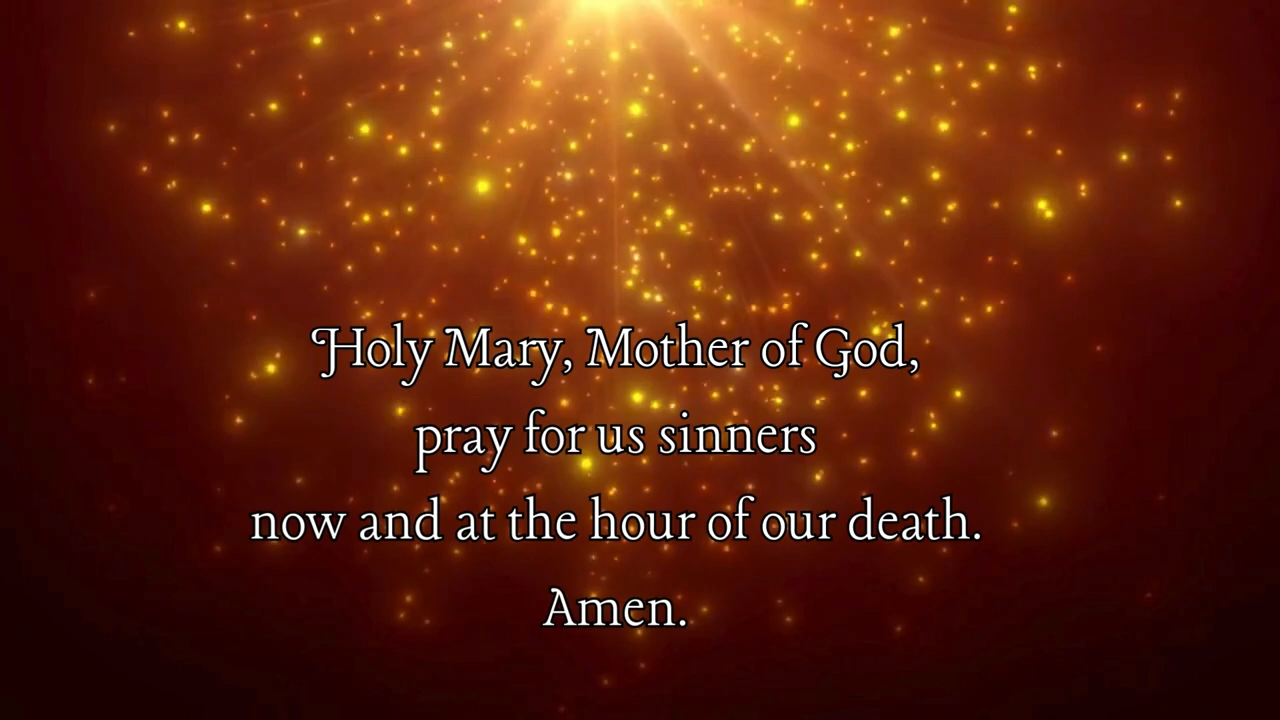 Holy Mary, Mother of God,
pray for us sinners
now and at the hour of our death.
Amen.